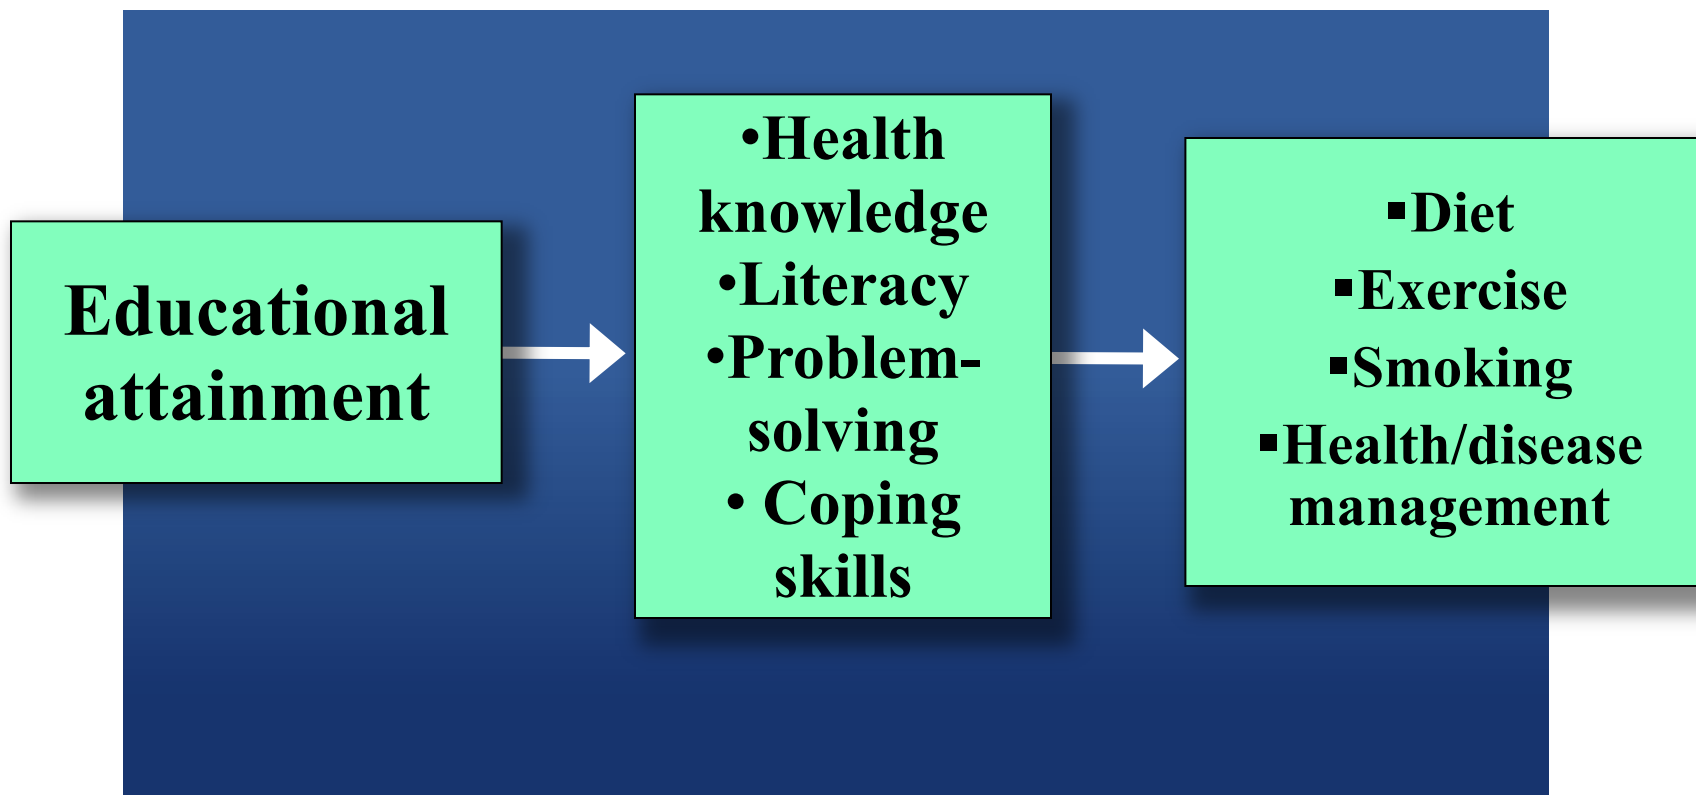 Educational
attainment
•Health
knowledge
•Literacy
•Problem-
solving
• Coping
skills
▪Diet
▪Exercise
▪Smoking
▪Health/disease
management